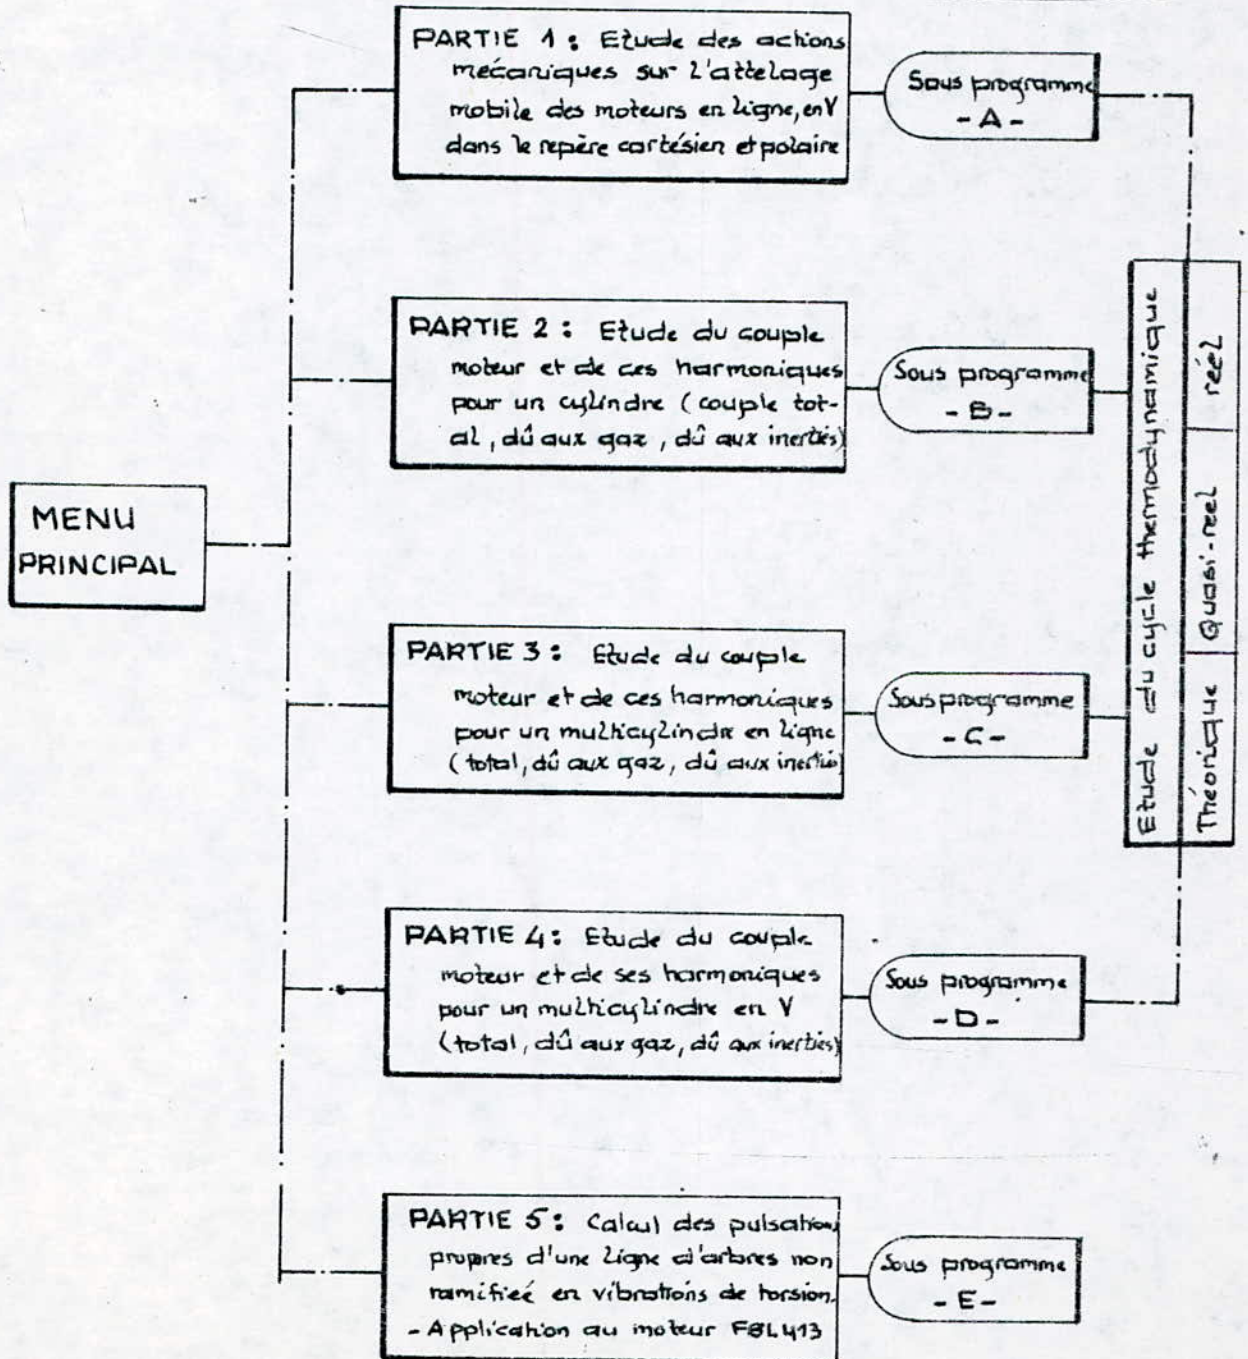 PARTIE 1 : Etude des actions
mécaniques sur l'attelage
mobile des moteurs en ligne, en V
dans le repère cartésien et polaire
Sous programme
- A -
PARTIE 2 : Etude du couple
moteur et de ces harmoniques
pour un cylindre (couple tot-
al, dû aux gaz, dû aux inerties)
Sous programme
- B -
MENU
PRINCIPAL
PARTIE 3 : Etude du couple
moteur et de ces harmoniques
pour un multicylindre en ligne
(total, dû aux gaz, dû aux inerties)
Sous programme
- C -
Etude du cycle thermodynamique
Théorique
Quasi-reel
réél
PARTIE 4 : Etude du couple
moteur et de ses harmoniques
pour un multicylindre en V
(total, dû aux gaz, dû aux inerties)
Sous programme
- D -
PARTIE 5 : Calcul des pulsations
propres d'une ligne d'arbres non
ramifieé en vibrations de torsion.
- Application au moteur F8L413
Sous programme
- E -